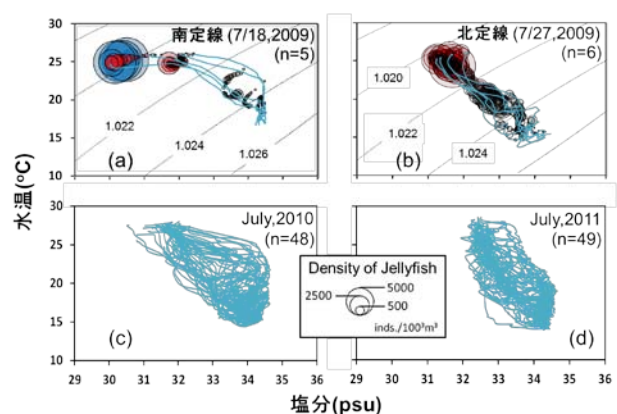 南定線 (7/18,2009)
(n=5)
1.022
1.024
1.026
(a)
北定線 (7/27,2009)
(n=6)
1.020
1.022
1.024
(b)
水温(°C)
30
25
20
15
10
July,2010
(n=48)
(c)
July,2011
(n=49)
(d)
30
25
20
15
10
Density of Jellyfish
2500
5000
500
inds./100³m³
29 30 31 32 33 34 35 36
29 30 31 32 33 34 35 36
塩分(psu)